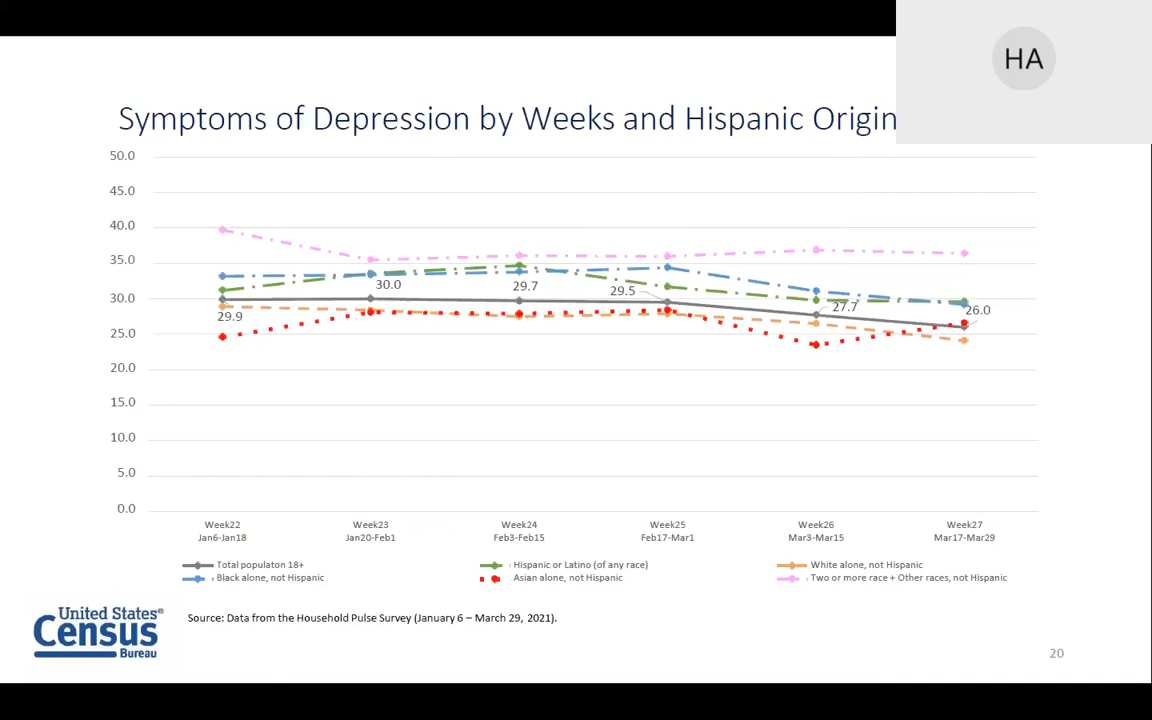 HA
Symptoms of Depression by Weeks and Hispanic Origin
50.0
45.0
40.0
35.0
30.0
25.0
20.0
15.0
10.0
5.0
0.0
29.9
30.0
29.7
29.5
27.7
26.0
Week22 Week23 Week24 Week25 Week26 Week27
Jan6-Jan18 Jan20-Feb1 Feb3-Feb15 Feb17-Mar1 Mar3-Mar15 Mar17-Mar29
Total populaton 18+ Hispanic or Latino (of any race) White alone, not Hispanic
Black alone, not Hispanic Asian alone, not Hispanic Two or more race + Other races, not Hispanic
United States®
Census
Bureau
Source: Data from the Household Pulse Survey (January 6 – March 29, 2021).
20